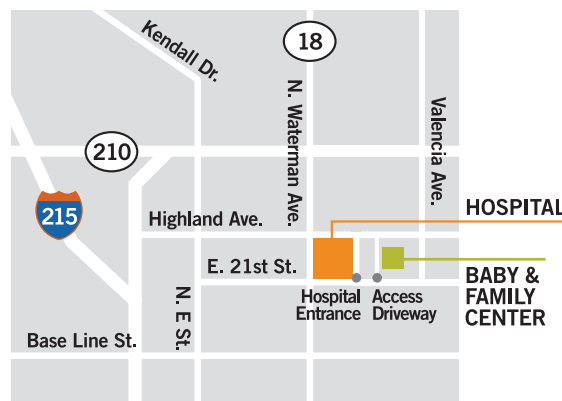 Kendall Dr.
18
N. Waterman Ave.
Valencia Ave.
210
215
Highland Ave.
HOSPITAL
E. 21st St.
N. E St.
Hospital
Entrance
Access
Driveway
BABY &
FAMILY
CENTER
Base Line St.